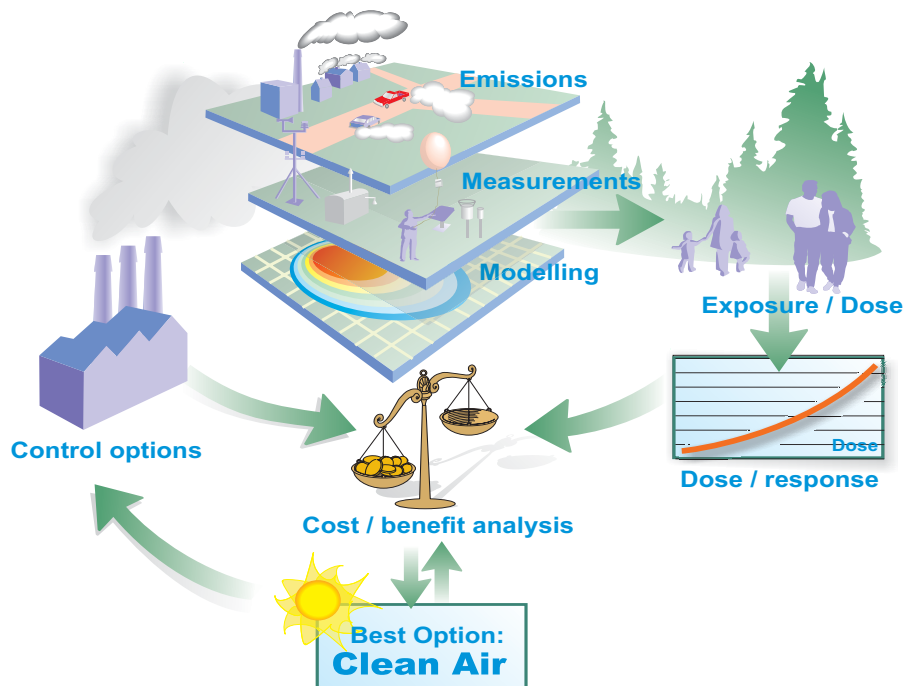 Emissions
Measurements
Modelling
Exposure / Dose
Control options
Dose
Dose / response
Cost / benefit analysis
Best Option:
Clean Air